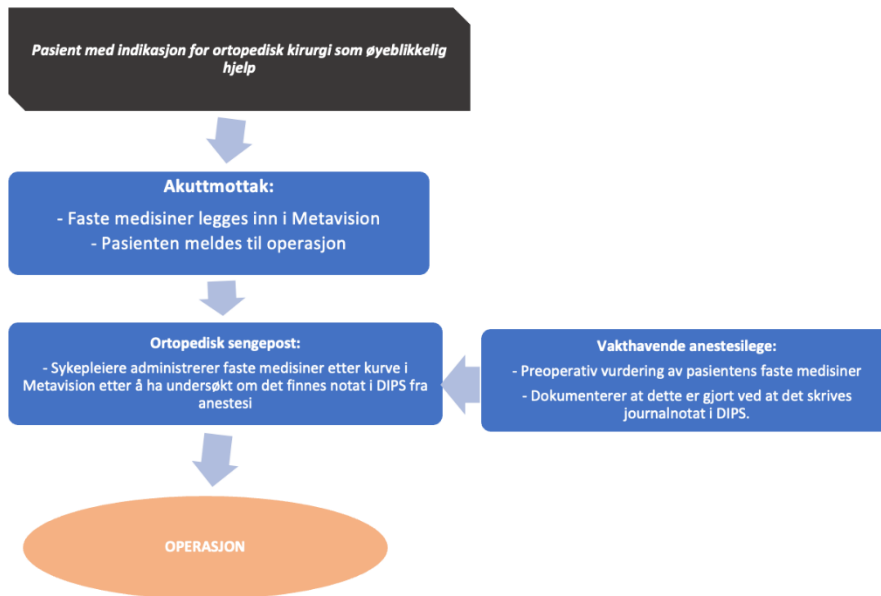 Pasient med indikasjon for ortopedisk kirurgi som øyeblikkelig
hjelp
Akuttmottak:
- Faste medisiner legges inn i Metavision
- Pasienten meldes til operasjon
Ortopedisk sengepost:
- Sykepleiere administrerer faste medisiner etter kurve i
Metavision etter å ha undersøkt om det finnes notat i DIPS fra
anestesi
Vakthavende anestesilege:
- Preoperativ vurdering av pasientens faste medisiner
- Dokumenterer at dette er gjort ved at det skrives
journalnotat i DIPS.
OPERASJON